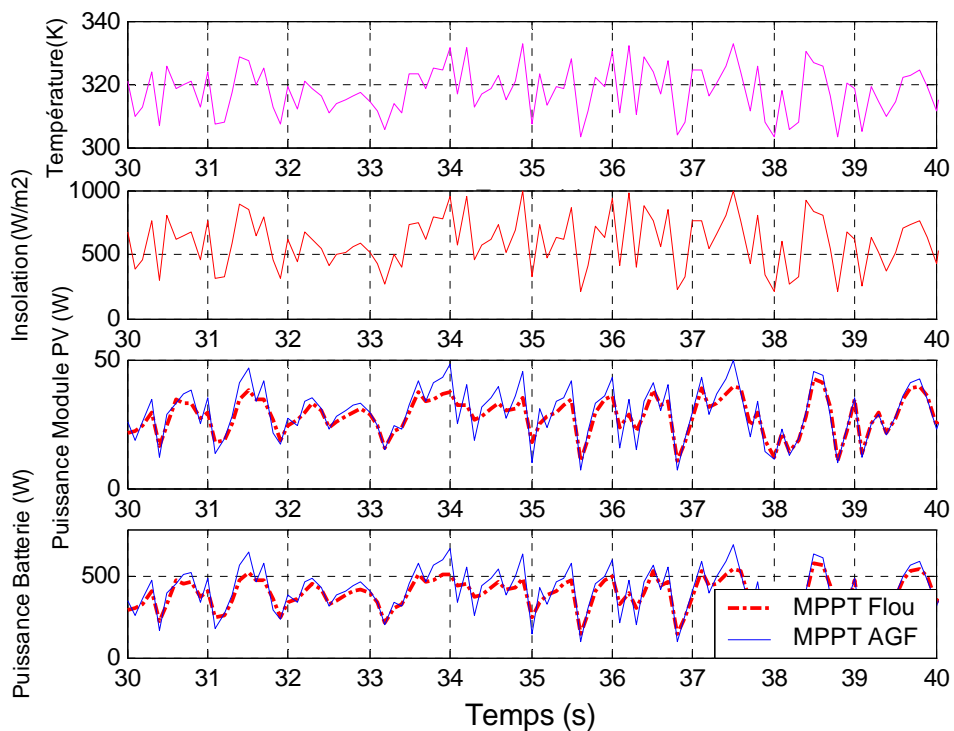 Température(K)
340
320
300
30 31 32 33 34 35 36 37 38 39 40
Insolation(W/m2)
1000
500
0
30 31 32 33 34 35 36 37 38 39 40
Puissance Module PV (W)
50
0
30 31 32 33 34 35 36 37 38 39 40
Puissance Batterie (W)
500
0
MPPT Flou
MPPT AGF
30 31 32 33 34 35 36 37 38 39 40
Temps (s)